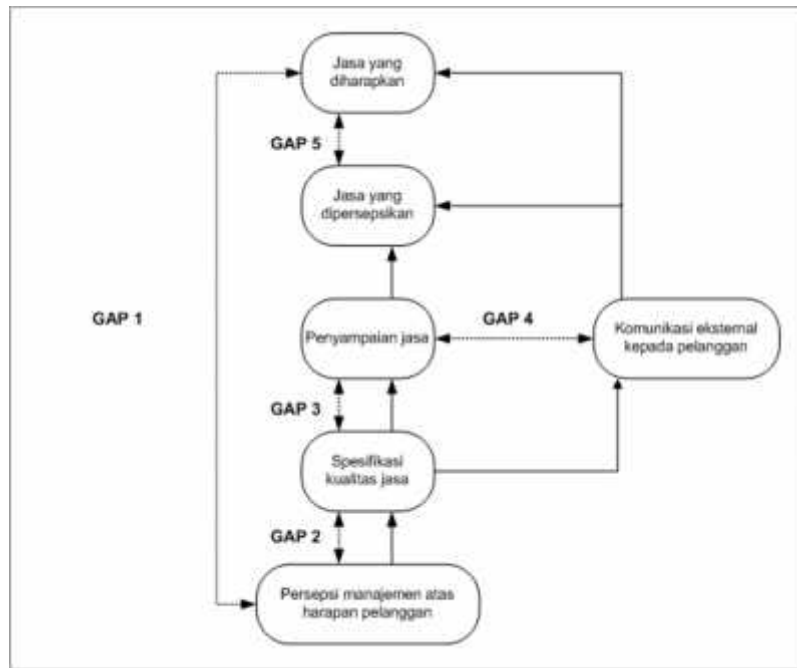 Jasa yang
diharapkan
GAP 5
Jasa yang
dipersepsikan
GAP 1
Penyampaian jasa
GAP 4
Komunikasi eksternal
kepada pelanggan
GAP 3
Spesifikasi
kualitas jasa
GAP 2
Persepsi manajemen atas
harapan pelanggan